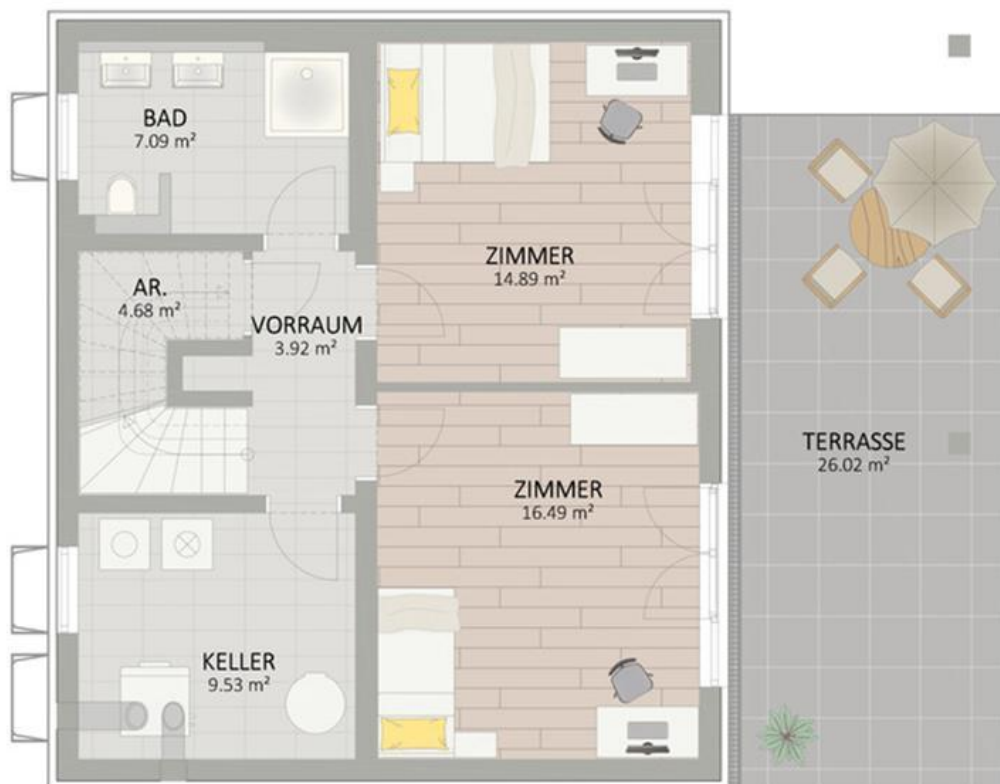 BAD
7.09 m²
ZIMMER
14.89 m²
AR.
4.68 m²
VORRAUM
3.92 m²
TERRASSE
26.02 m²
ZIMMER
16.49 m²
KELLER
9.53 m²